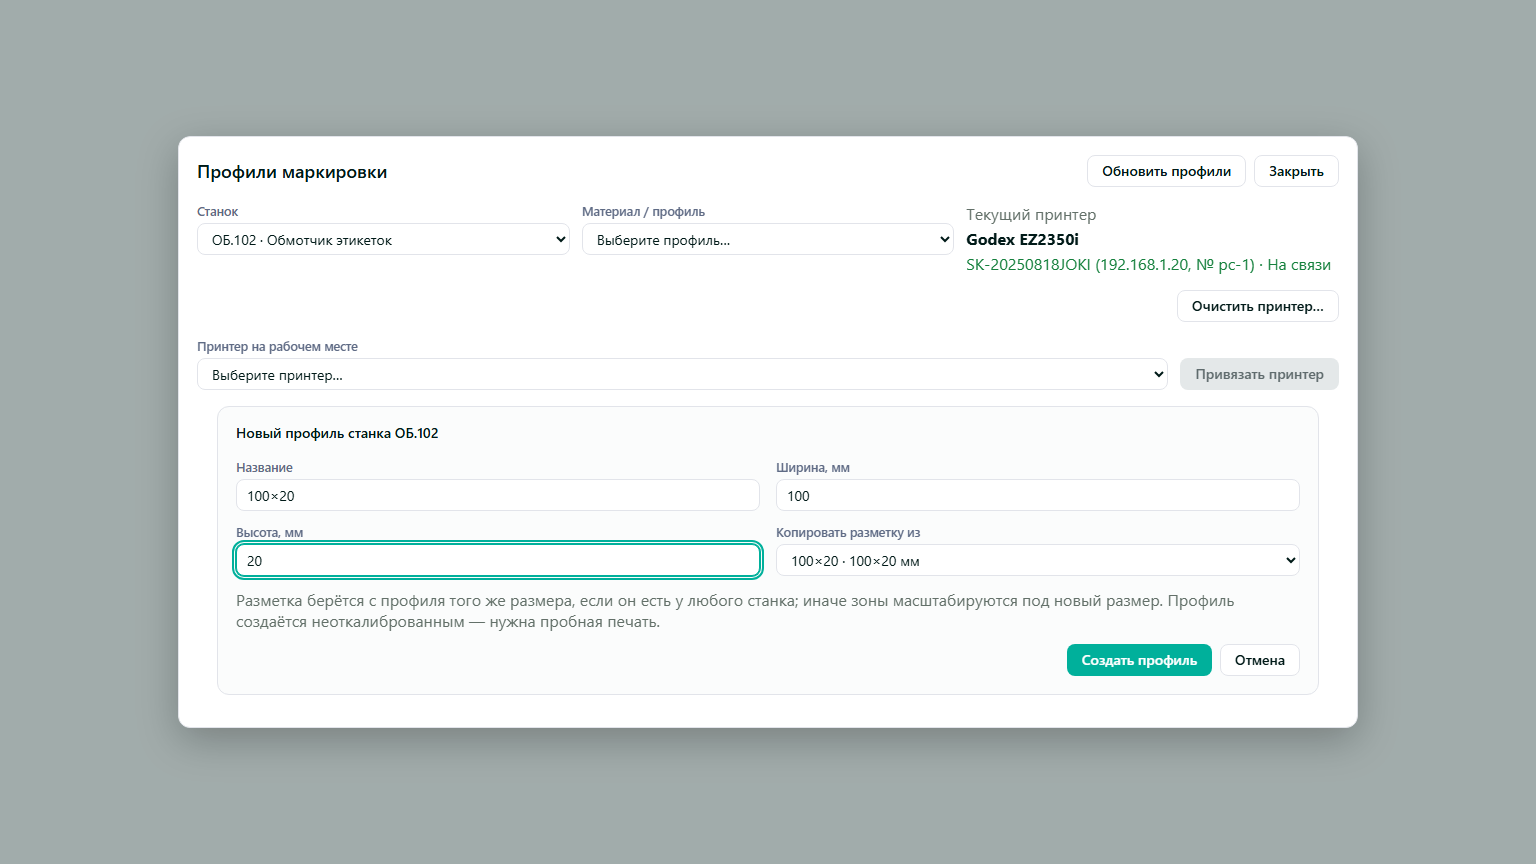 Профили маркировки
Обновить профили
Закрыть
Станок
ОБ.102 · Обмотчик этикеток
Материал / профиль
Выберите профиль...
Текущий принтер
Godex EZ2350i
SK-20250818JOKI (192.168.1.20, № pc-1) · На связи
Очистить принтер...
Принтер на рабочем месте
Выберите принтер...
Привязать принтер
Новый профиль станка ОБ.102
Название
100×20
Ширина, мм
100
Высота, мм
20
Копировать разметку из
100×20 · 100×20 мм
Разметка берётся с профиля того же размера, если он есть у любого станка; иначе зоны масштабируются под новый размер. Профиль
создаётся неоткалиброванным — нужна пробная печать.
Создать профиль
Отмена